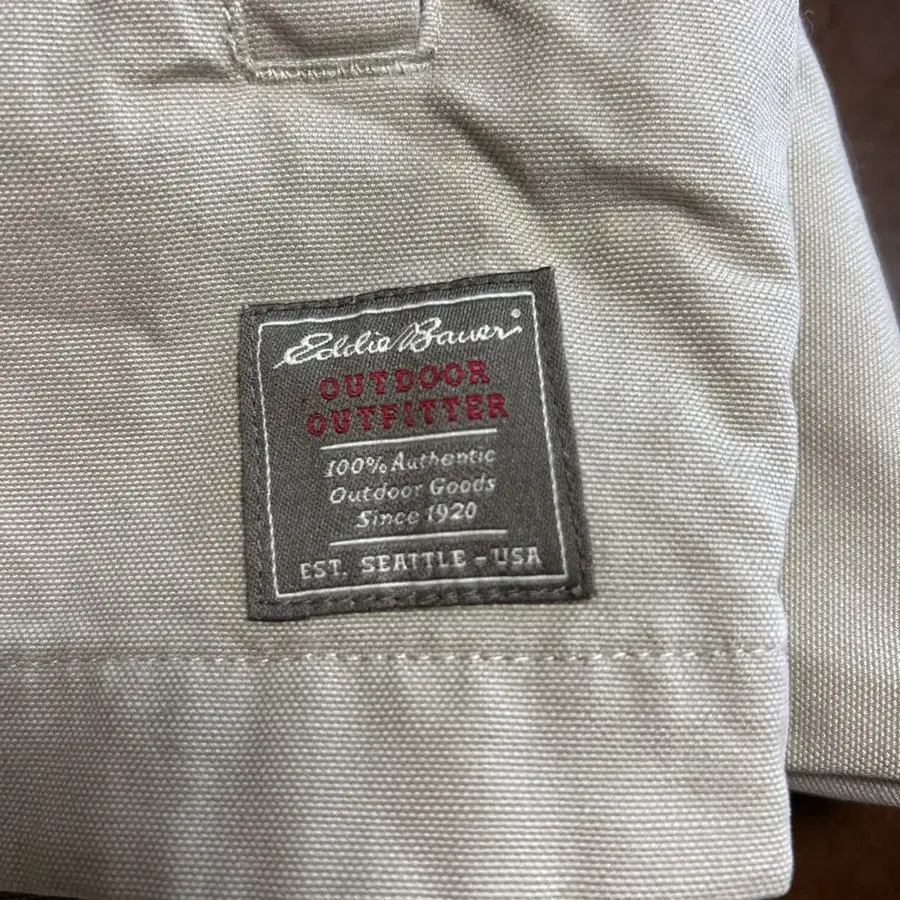 Eddie Bauer®
OUTDOOR
OUTFITTER
100% Authentic
Outdoor Goods
Since 1920
EST. SEATTLE - USA